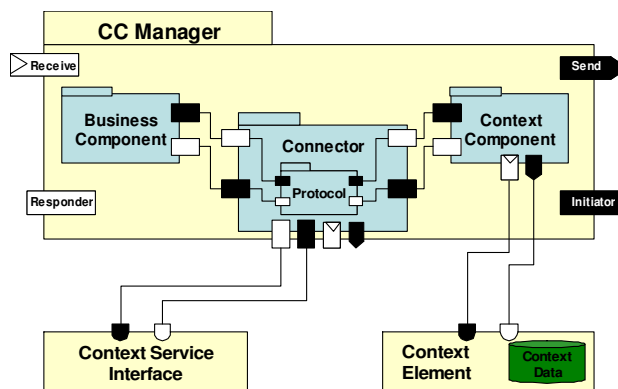 CC Manager
Receive
Send
Business
Component
Connector
Context
Component
Protocol
Responder
Initiator
Context Service
Interface
Context
Element
Context
Data